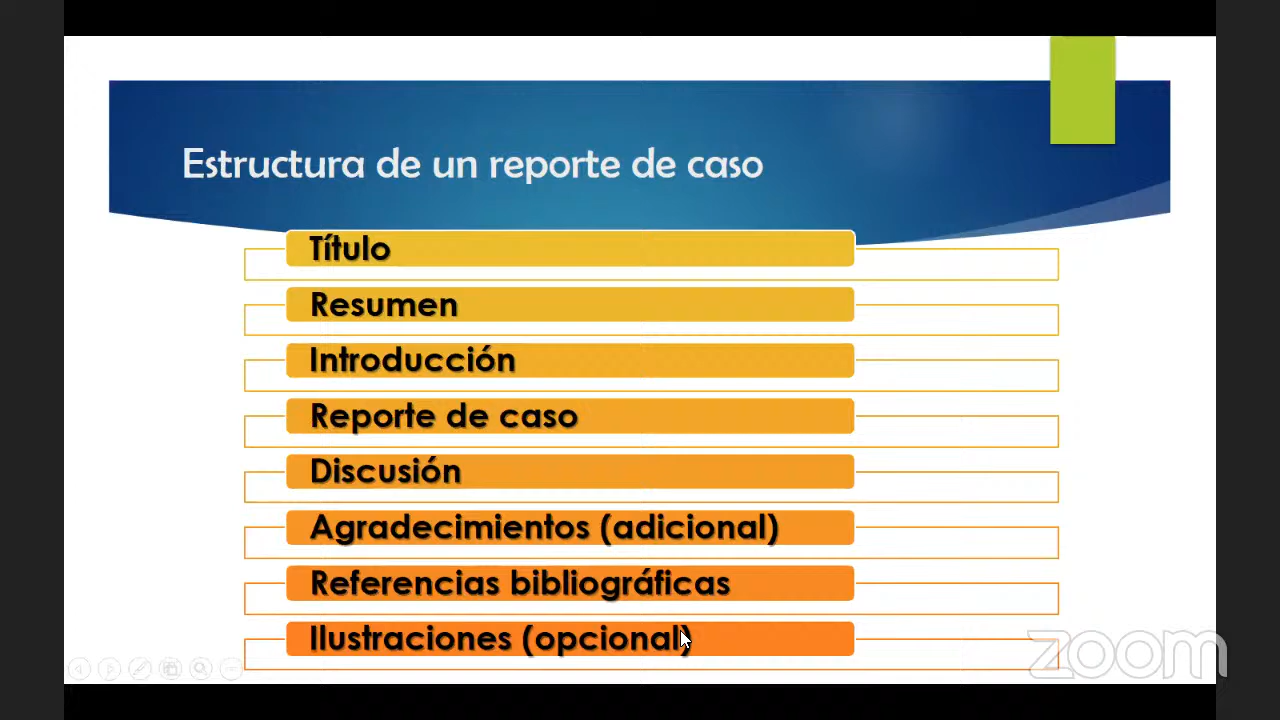 Estructura de un reporte de caso
Título
Resumen
Introducción
Reporte de caso
Discusión
Agradecimientos (adicional)
Referencias bibliográficas
Ilustraciones (opcional)
zoom